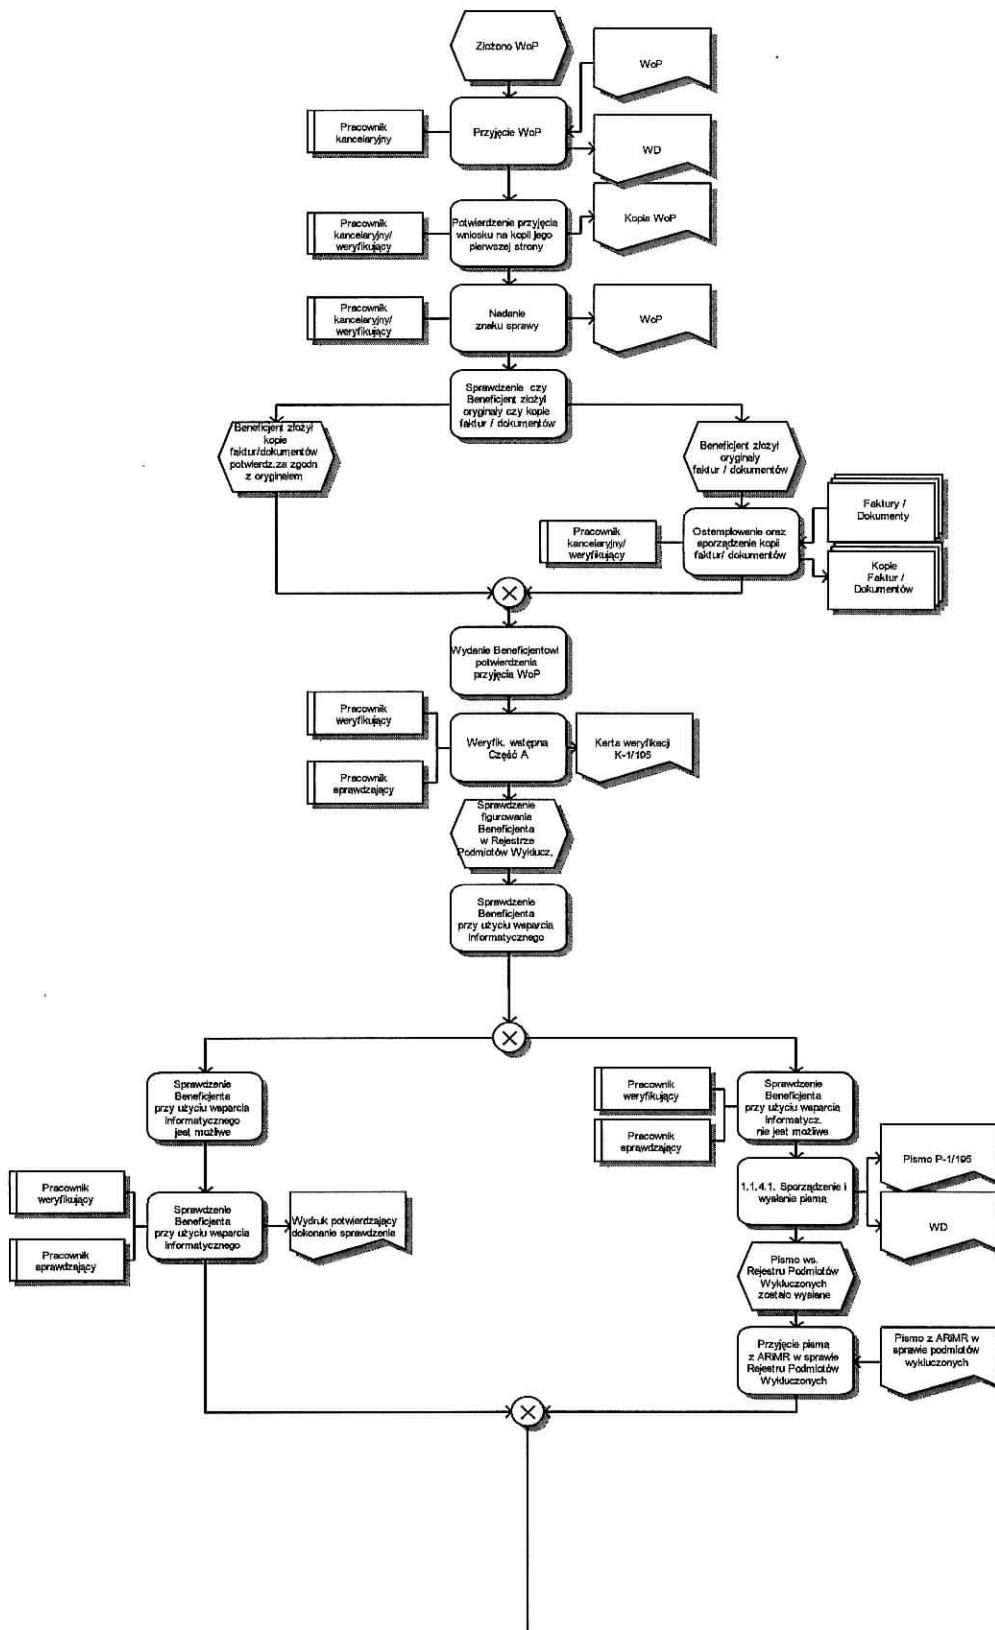 Złożono WoP
WoP
Pracownik
kancelaryjny
Przyjęcie WoP
WD
Pracownik
kancelaryjny/
weryfikujący
Potwierdzenie przyjęcia
wniosku na kopii jego
pierwszej strony
Kopia WoP
Pracownik
kancelaryjny/
weryfikujący
Nadanie
znaku sprawy
WoP
Sprawdzenie czy
Beneficjent złożył
oryginały czy kopie
faktur / dokumentów
Beneficjent złożył
kopie
faktur/dokumentów
potwierdz.za zgodn
z oryginałem
Beneficjent złożył
oryginały
faktur / dokumentów
Pracownik
kancelaryjny/
weryfikujący
Ostemplowanie oraz
sporządzenie kopii
faktur/ dokumentów
Faktury /
Dokumenty
Kopie
Faktur /
Dokumentów
Wydanie Beneficjentowi
potwierdzenia
przyjęcia WoP
Pracownik
weryfikujący
Pracownik
sprawdzający
Weryfik. wstępna
Część A
Karta weryfikacji
K-1/195
Sprawdzenie
figurowania
Beneficjenta
w Rejestrze
Podmiotów Wyklucz.
Sprawdzenie
Beneficjenta
przy użyciu wsparcia
Informatycznego
Sprawdzenie
Beneficjenta
przy użyciu wsparcia
Informatycznego
jest możliwe
Pracownik
weryfikujący
Pracownik
sprawdzający
Sprawdzenie
Beneficjenta
przy użyciu wsparcia
Informatycz.
nie jest możliwe
Pracownik
weryfikujący
Pracownik
sprawdzający
Sprawdzenie
Beneficjenta
przy użyciu wsparcia
Informatycznego
Wydruk potwierdzający
dokonanie sprawdzenia
1.1.4.1. Sporządzenie i
wysłanie pisma
Pismo P-1/195
WD
Pismo ws.
Rejestru Podmiotów
Wykluczonych
zostało wysłane
Przyjęcie pisma
z ARiMR w sprawie
Rejestru Podmiotów
Wykluczonych
Pismo z ARiMR w
sprawie podmiotów
wykluczonych